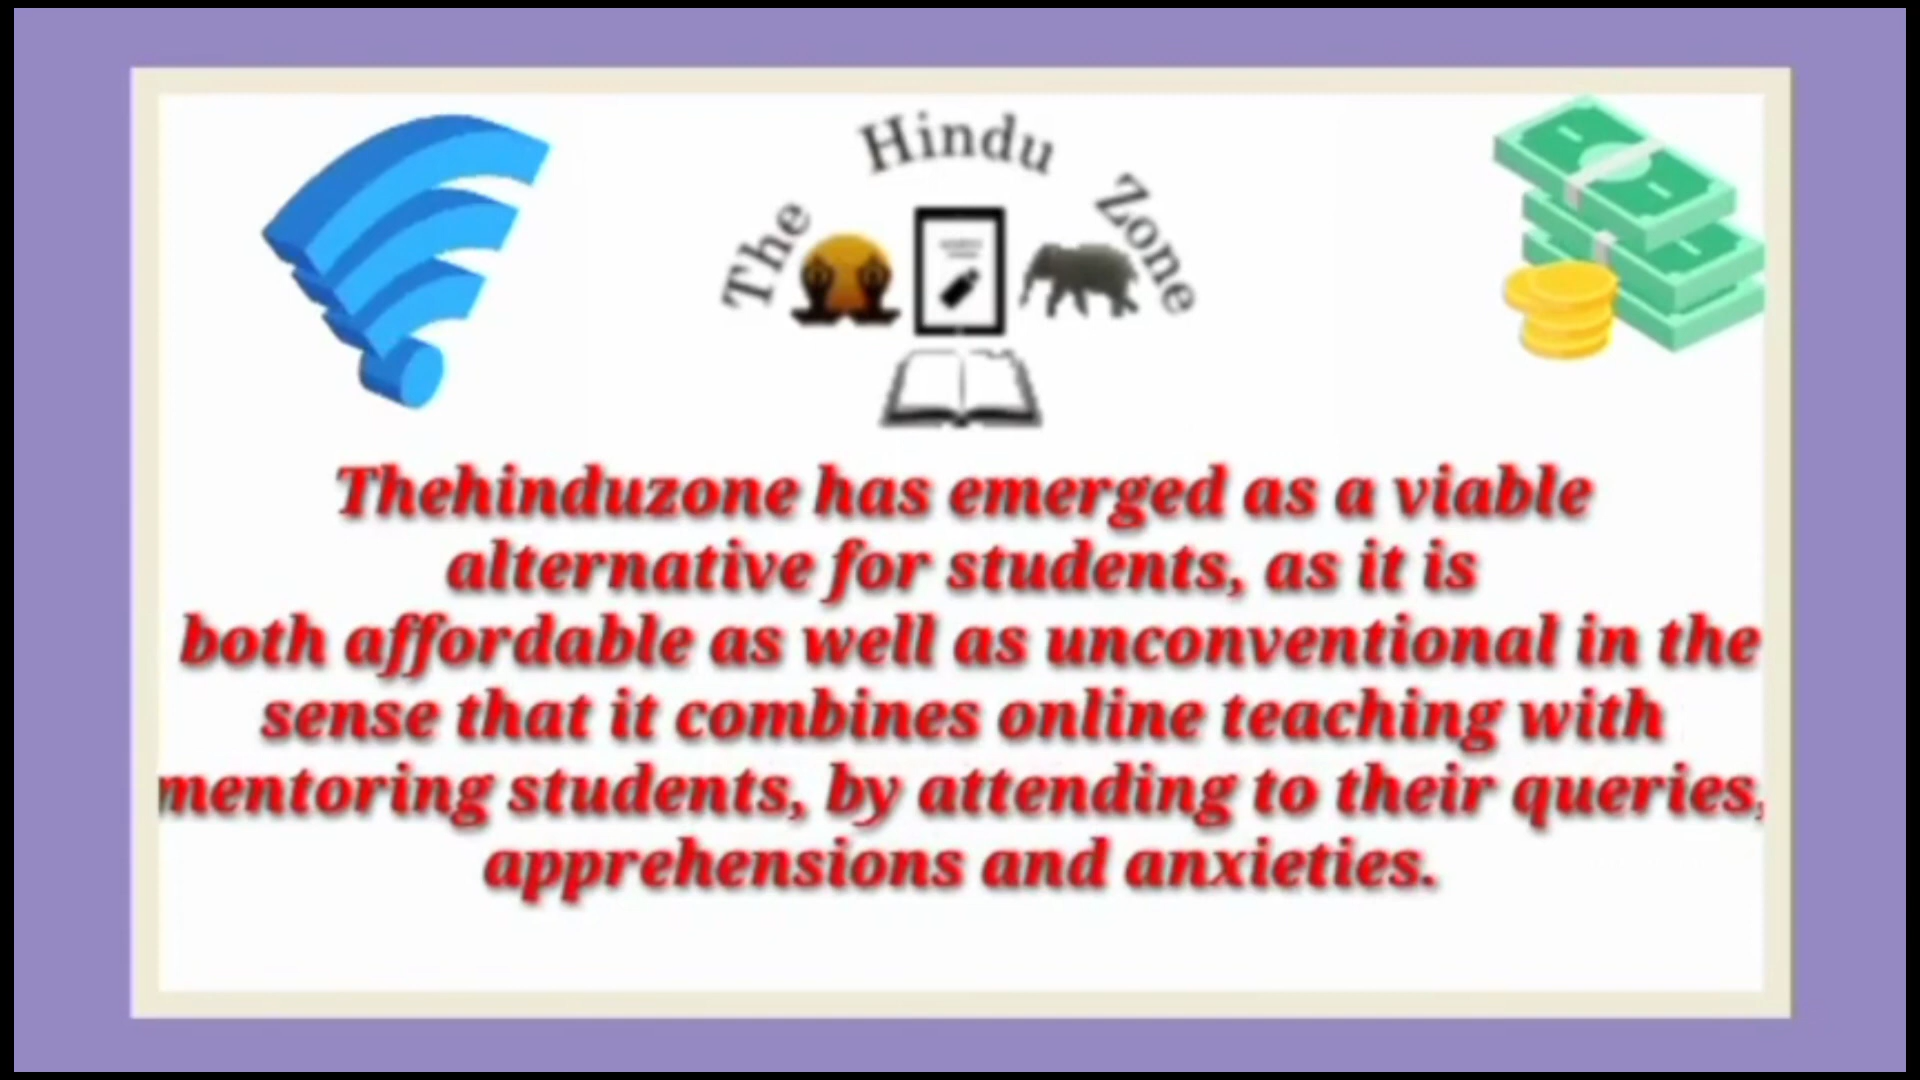 The Hindu Zone
Thehinduzone has emerged as a viable
alternative for students, as it is
both affordable as well as unconventional in the
sense that it combines online teaching with
mentoring students, by attending to their queries,
apprehensions and anxieties.